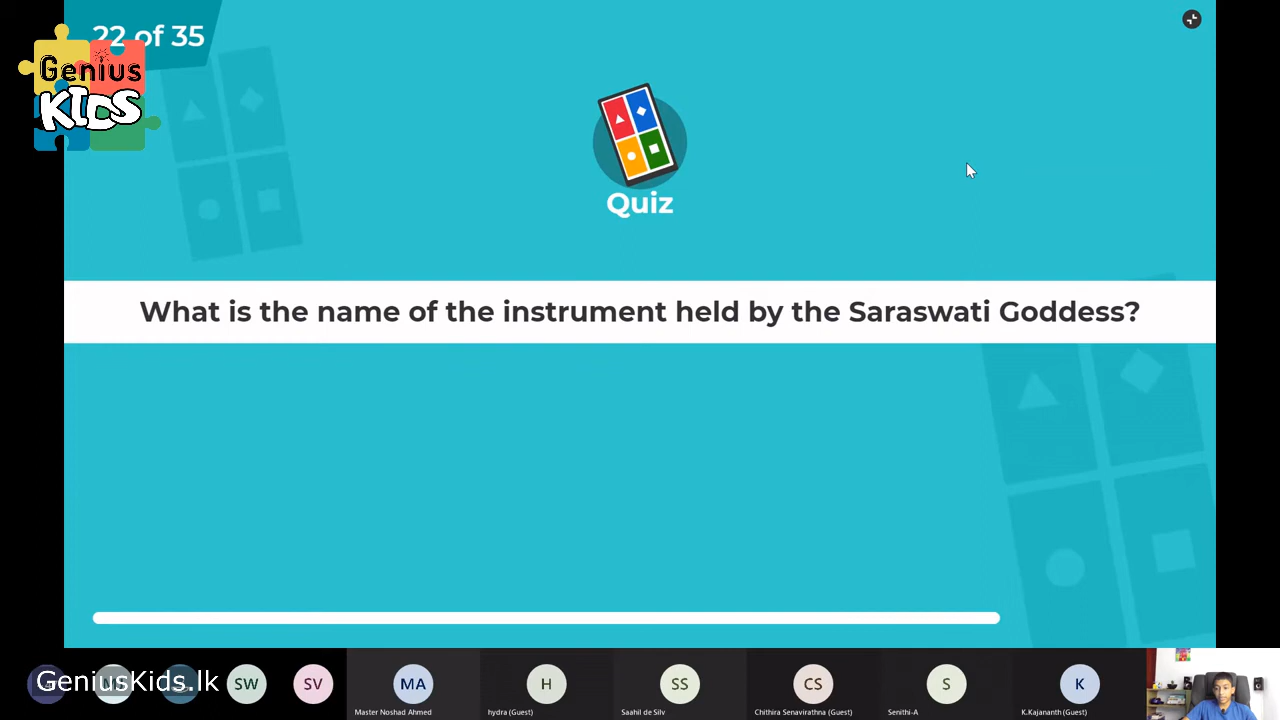 22 of 35
Genius
KIDS
Quiz
What is the name of the instrument held by the Saraswati Goddess?
GeniusKids.lk
SW
SV
MA
H
SS
CS
S
K
Master Noshad Ahmed
hydra (Guest)
Saahil de Silv
Chithira Senavirathna (Guest)
Senithi-A
K.Kajananth (Guest)